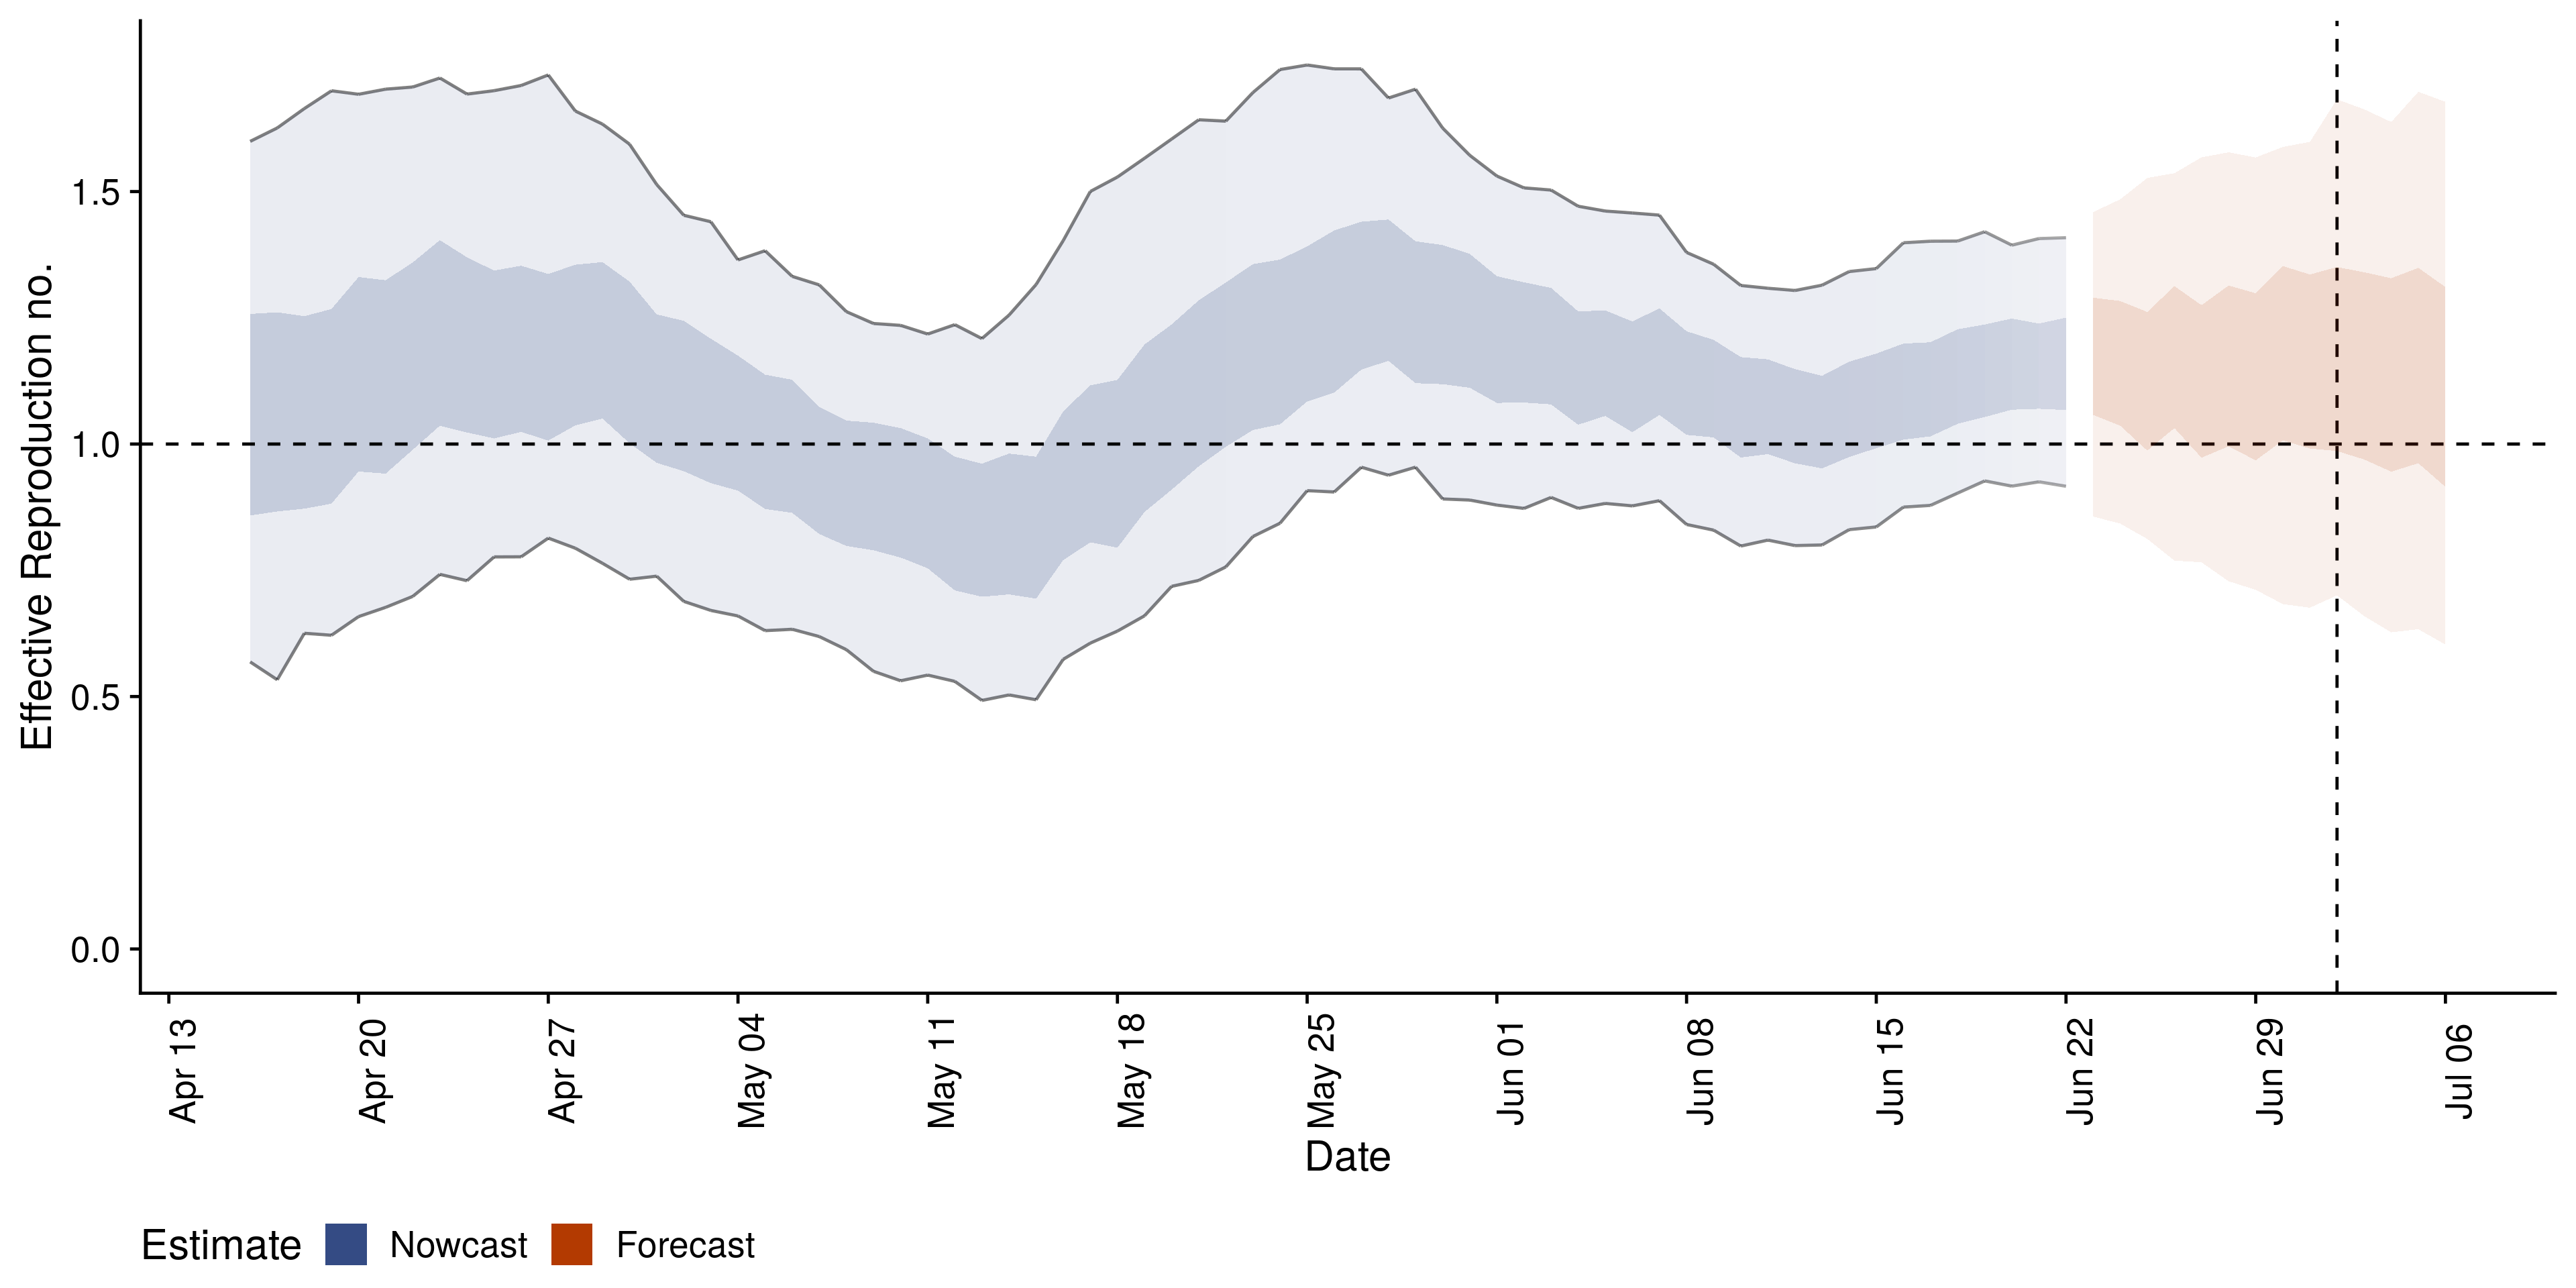 Effective Reproduction no.
1.5
1.0
0.5
0.0
Apr 13
Apr 20
Apr 27
May 04
May 11
May 18
May 25
Jun 01
Jun 08
Jun 15
Jun 22
Jun 29
Jul 06
Date
Estimate Nowcast Forecast